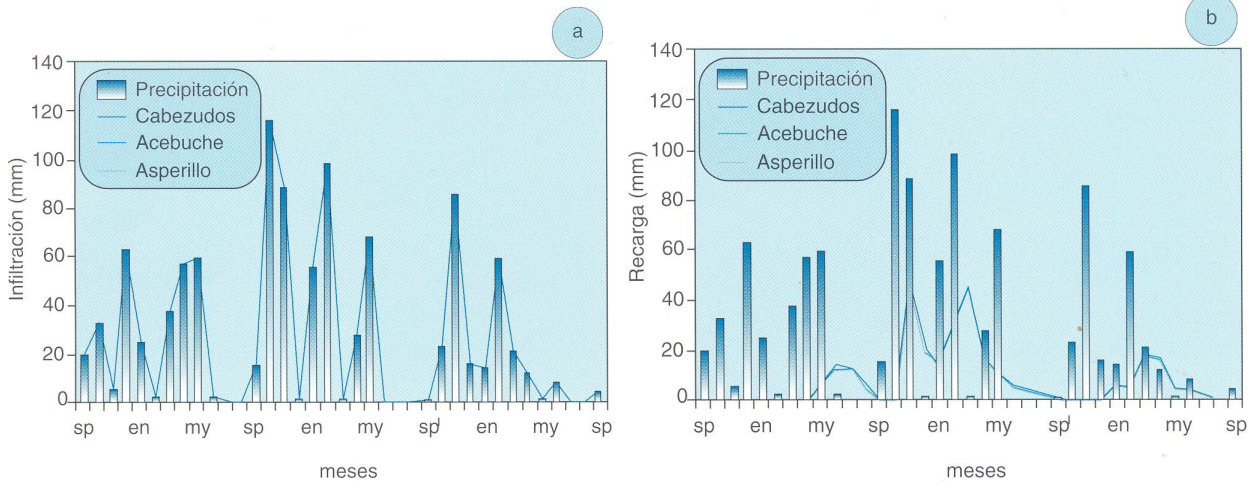 a
140
120
100
80
60
40
20
0
Infiltración (mm)
Precipitación
Cabezudos
Acebuche
Asperillo
sp en my sp en my sp en my sp
meses
b
140
120
100
80
60
40
20
0
Recarga (mm)
Precipitación
Cabezudos
Acebuche
Asperillo
sp en my sp en my sp en my sp
meses